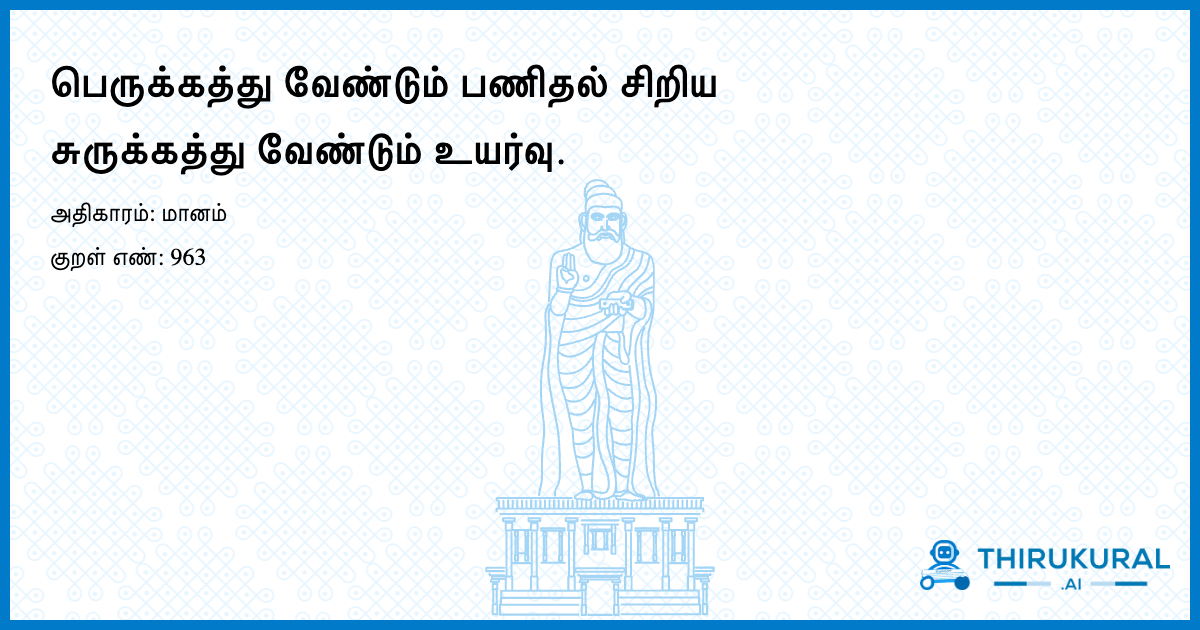 பெருக்கத்து வேண்டும் பணிதல் சிறிய
சுருக்கத்து வேண்டும் உயர்வு.
அதிகாரம்: மானம்
குறள் எண்: 963
THIRUKURAL
.AI